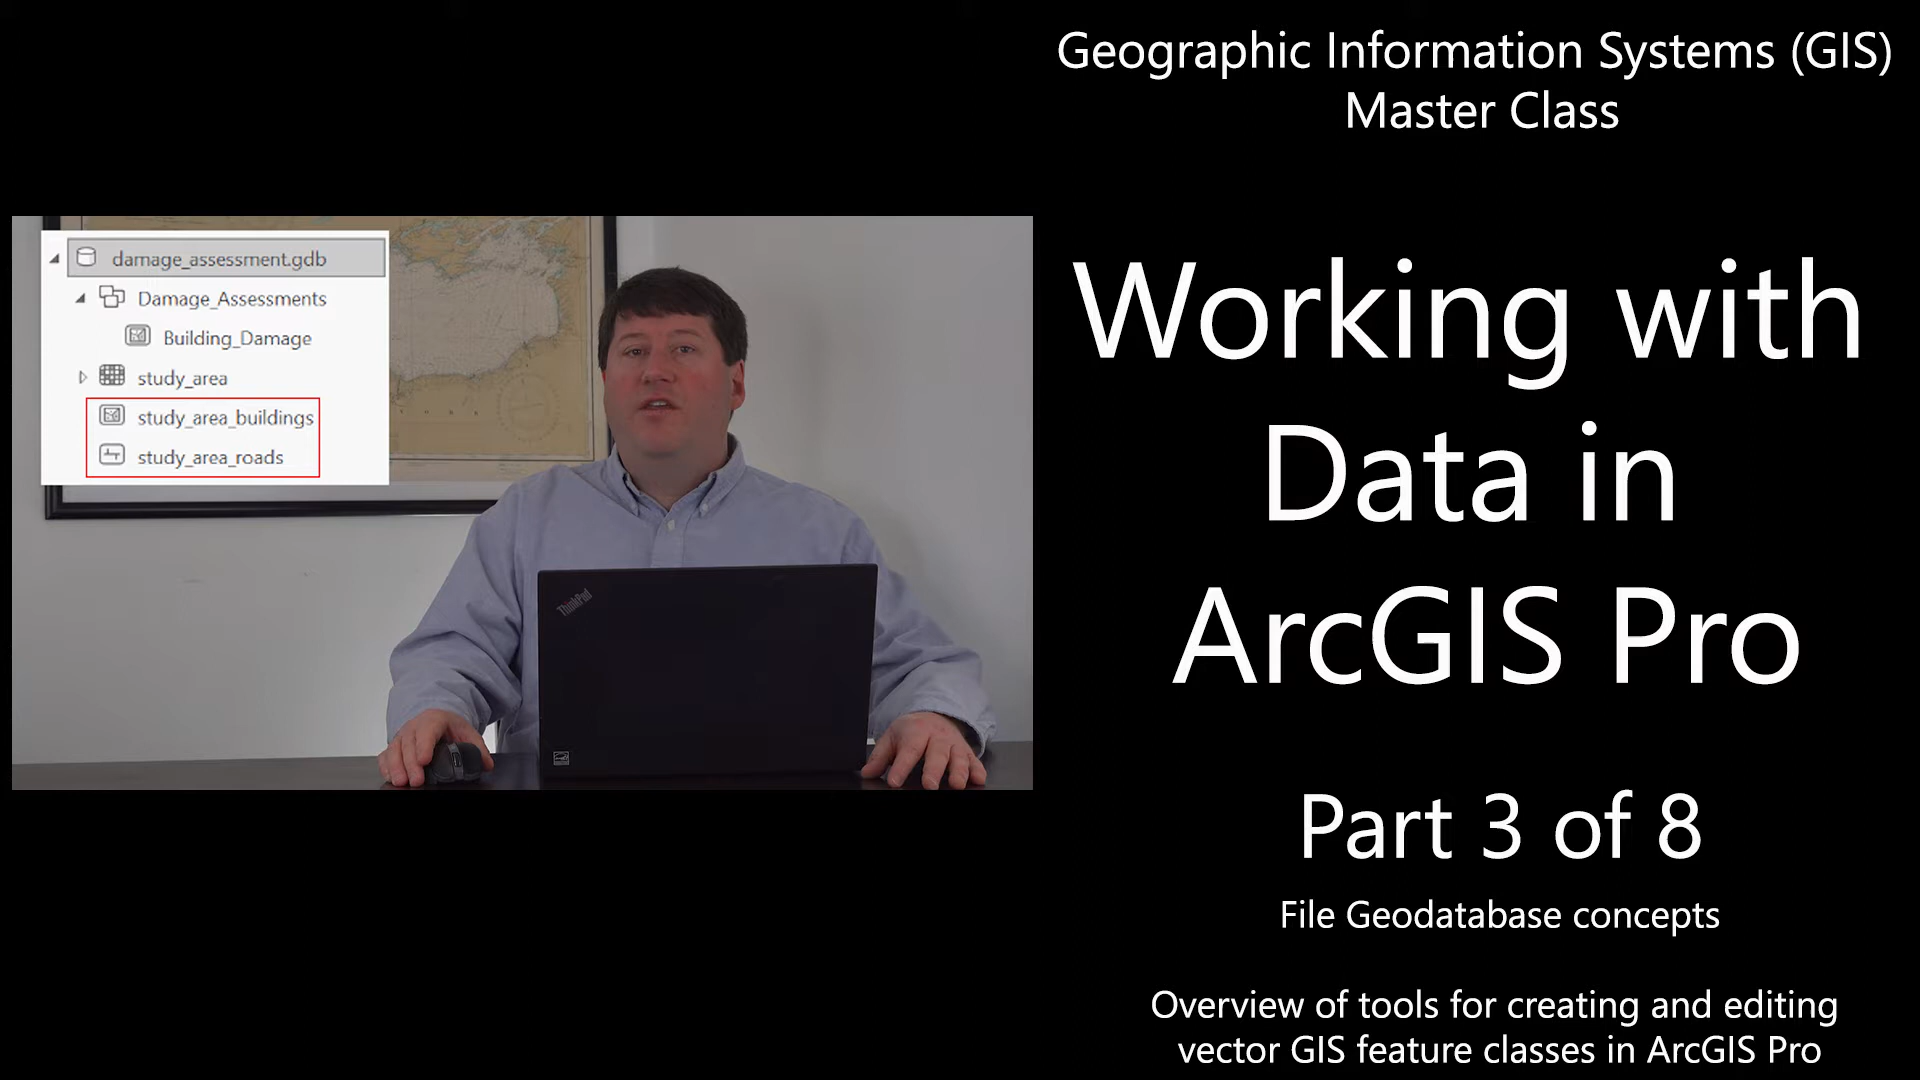 Geographic Information Systems (GIS)
Master Class
damage_assessment.gdb
Damage_Assessments
Building_Damage
study_area
study_area_buildings
study_area_roads
ThinkPad
Working with
Data in
ArcGIS Pro
Part 3 of 8
File Geodatabase concepts
Overview of tools for creating and editing
vector GIS feature classes in ArcGIS Pro